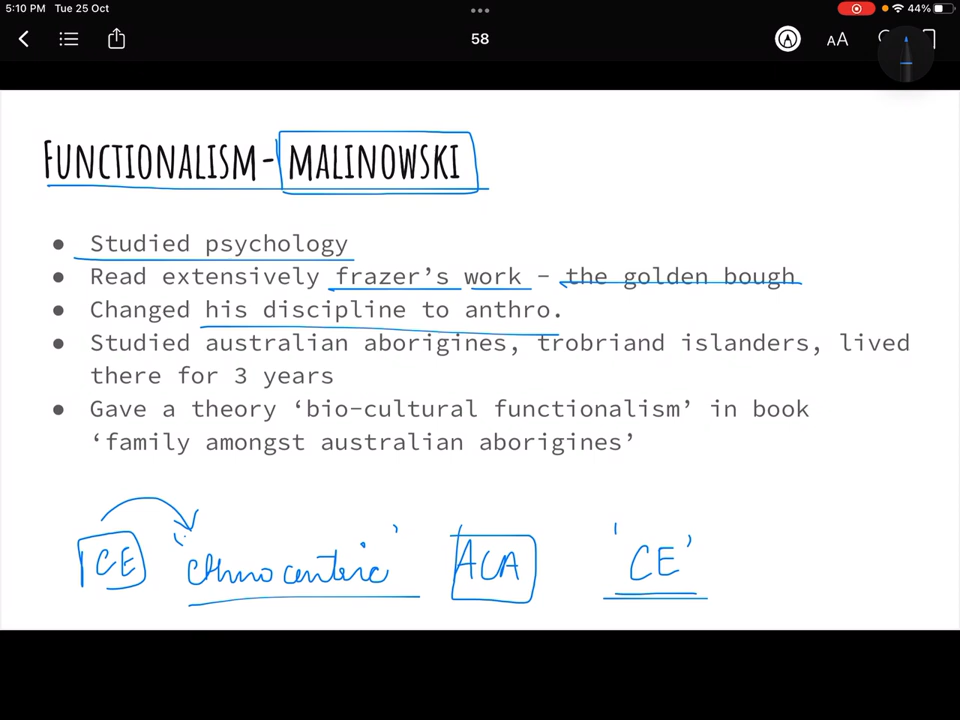 5:10 PM Tue 25 Oct
44%
58
AA
FUNCTIONALISM- MALINOWSKI
● Studied psychology
● Read extensively frazer's work – the golden bough
● Changed his discipline to anthro.
● Studied australian aborigines, trobriand islanders, lived
there for 3 years
● Gave a theory ‘bio-cultural functionalism’ in book
‘family amongst australian aborigines’
CE 'ethnocentric' ACA 'CE'